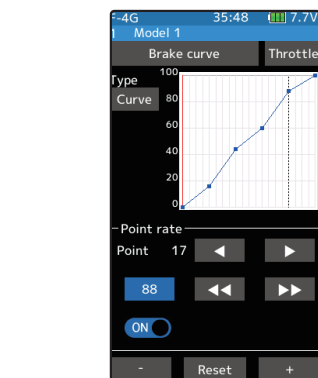 -4G 35:48 7.7V
1 Model 1
Brake curve Throttle
Type
Curve
100
80
60
40
20
0
Point rate
Point 17 ◀ ▶
88 ◀◀ ▶▶
ON
- Reset +